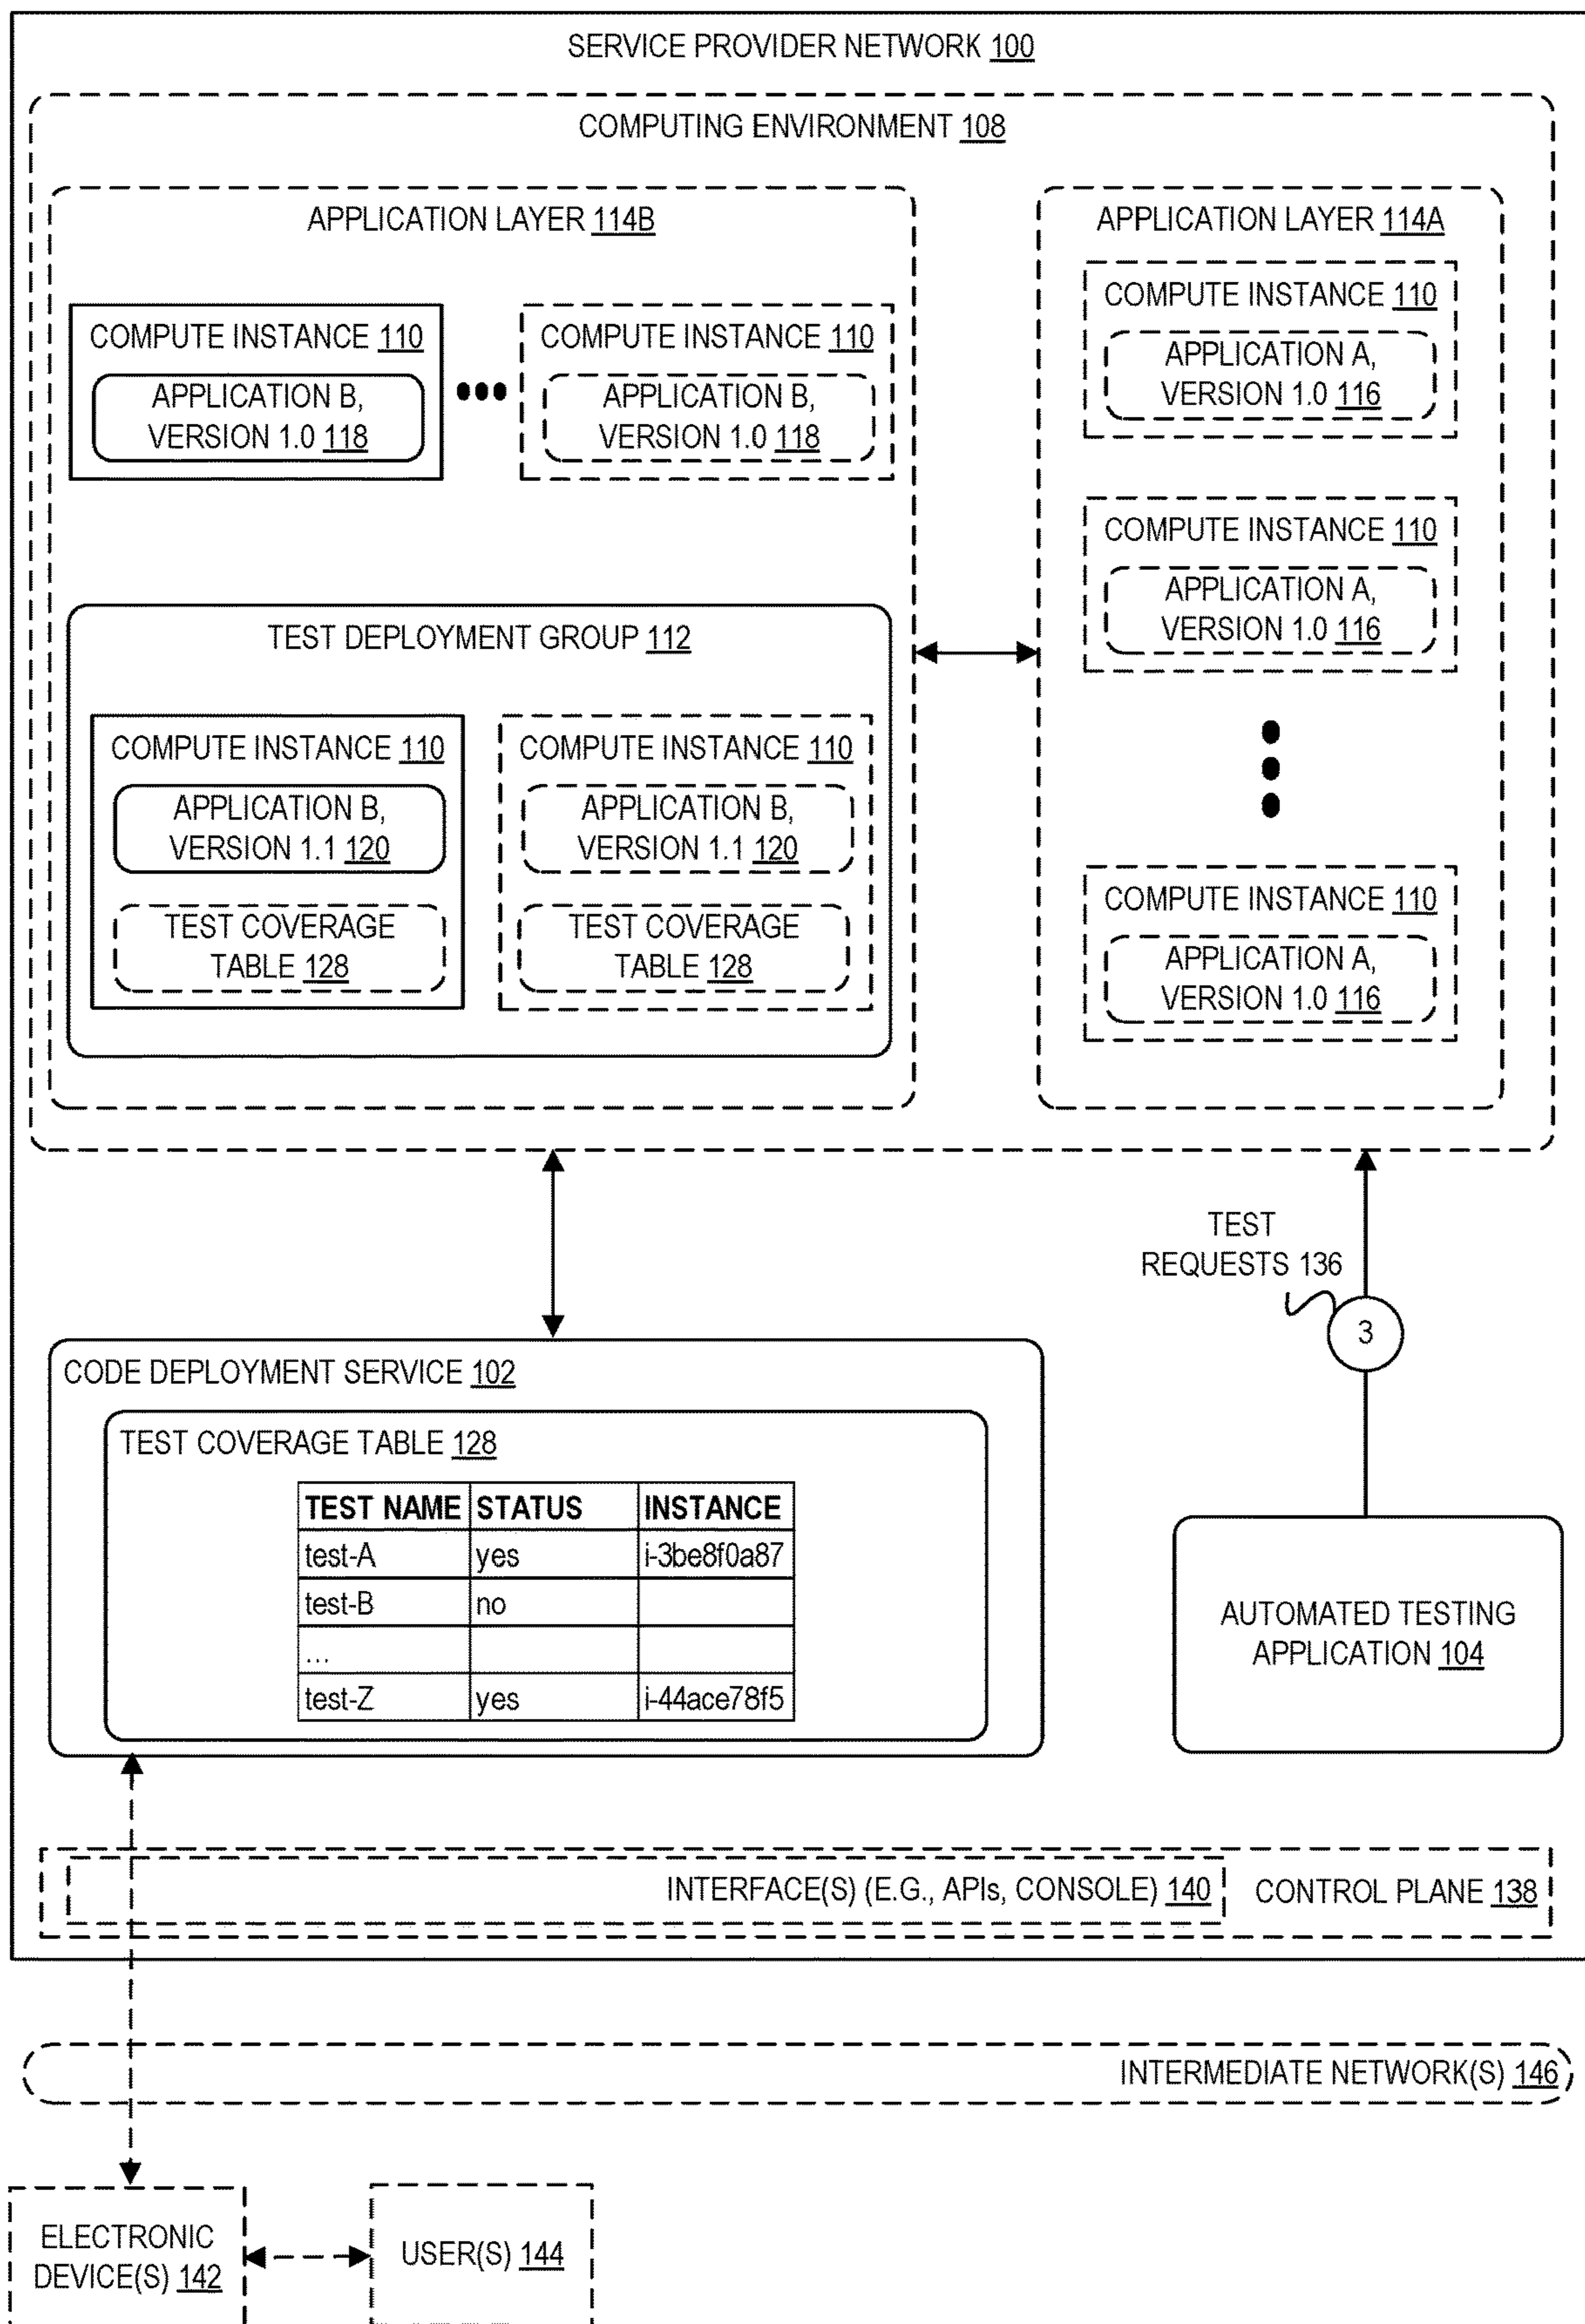 SERVICE PROVIDER NETWORK 100
COMPUTING ENVIRONMENT 108
APPLICATION LAYER 114B
COMPUTE INSTANCE 110
APPLICATION B,
VERSION 1.0 118
COMPUTE INSTANCE 110
APPLICATION B,
VERSION 1.0 118
TEST DEPLOYMENT GROUP 112
COMPUTE INSTANCE 110
APPLICATION B,
VERSION 1.1 120
TEST COVERAGE
TABLE 128
COMPUTE INSTANCE 110
APPLICATION B,
VERSION 1.1 120
TEST COVERAGE
TABLE 128
APPLICATION LAYER 114A
COMPUTE INSTANCE 110
APPLICATION A,
VERSION 1.0 116
COMPUTE INSTANCE 110
APPLICATION A,
VERSION 1.0 116
COMPUTE INSTANCE 110
APPLICATION A,
VERSION 1.0 116
TEST
REQUESTS 136
3
CODE DEPLOYMENT SERVICE 102
TEST COVERAGE TABLE 128
TEST NAME STATUS INSTANCE
test-A yes i-3be8f0a87
test-B no
...
test-Z yes i-44ace78f5
AUTOMATED TESTING
APPLICATION 104
INTERFACE(S) (E.G., APIs, CONSOLE) 140
CONTROL PLANE 138
INTERMEDIATE NETWORK(S) 146
ELECTRONIC
DEVICE(S) 142
USER(S) 144